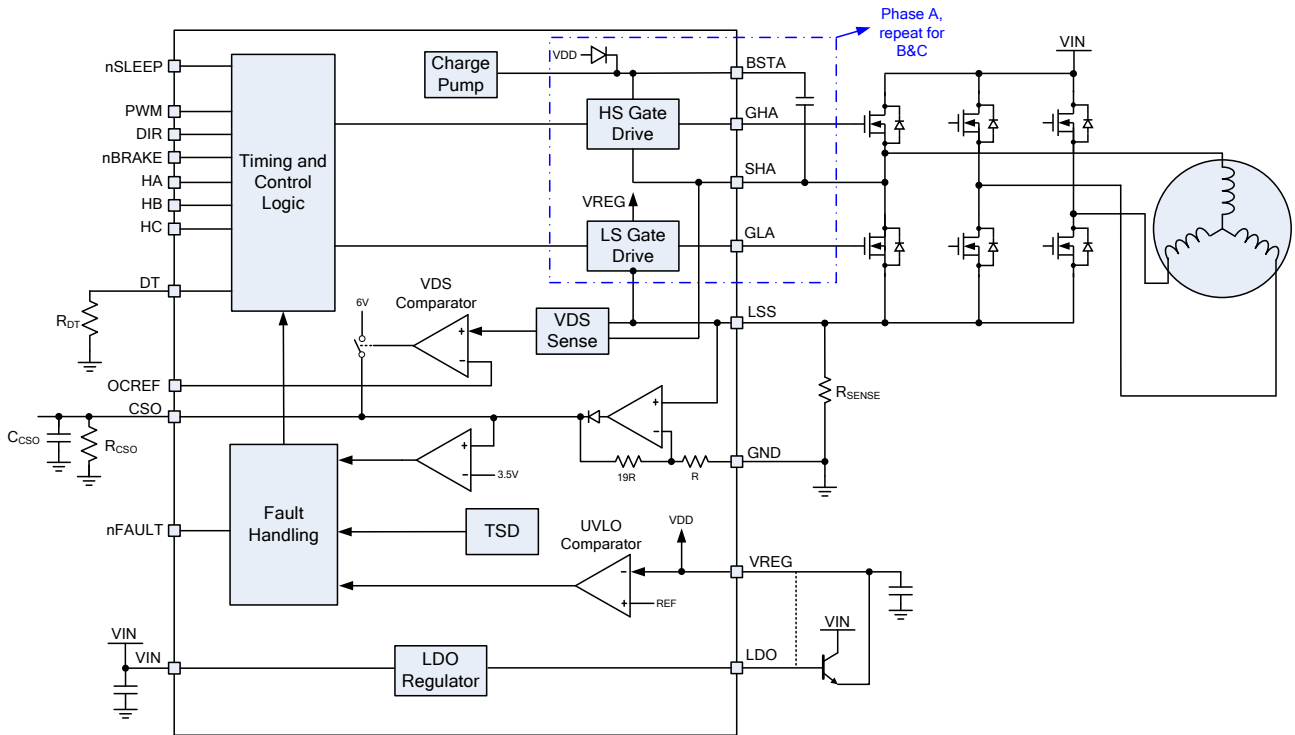 Phase A,
repeat for
B&C
VIN
nSLEEP
PWM
DIR
nBRAKE
HA
HB
HC
DT
RDT
Timing and
Control
Logic
Charge
Pump
VDD
HS Gate
Drive
VREG
LS Gate
Drive
BSTA
GHA
SHA
GLA
LSS
6V
VDS
Comparator
+
-
VDS
Sense
OCREF
CSO
CCSO
RCSO
+
-
19R
R
RSENSE
GND
+
-
3.5V
nFAULT
Fault
Handling
TSD
UVLO
Comparator
VDD
-
+
REF
VREG
VIN
VIN
VIN
LDO
Regulator
LDO